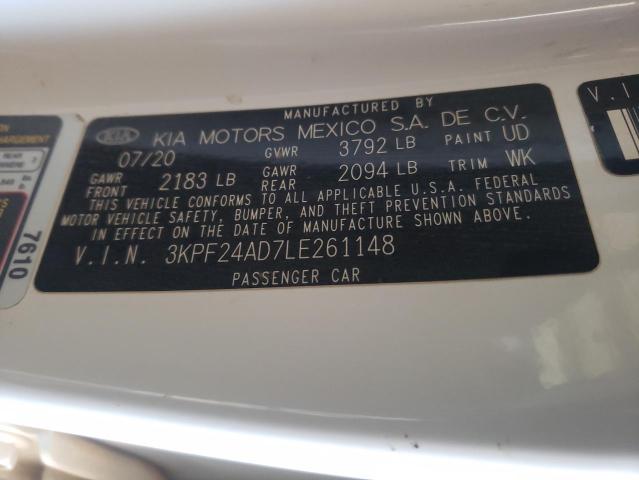 MANUFACTURED BY
KIA KIA MOTORS MEXICO S.A. DE C.V.
07/20 GVWR 3792 LB PAINT UD
GAWR FRONT 2183 LB GAWR REAR 2094 LB TRIM WK
THIS VEHICLE CONFORMS TO ALL APPLICABLE U.S.A. FEDERAL
MOTOR VEHICLE SAFETY, BUMPER, AND THEFT PREVENTION STANDARDS
IN EFFECT ON THE DATE OF MANUFACTURE SHOWN ABOVE.
V.I.N. 3KPF24AD7LE261148
PASSENGER CAR
7610
REAR
V.I